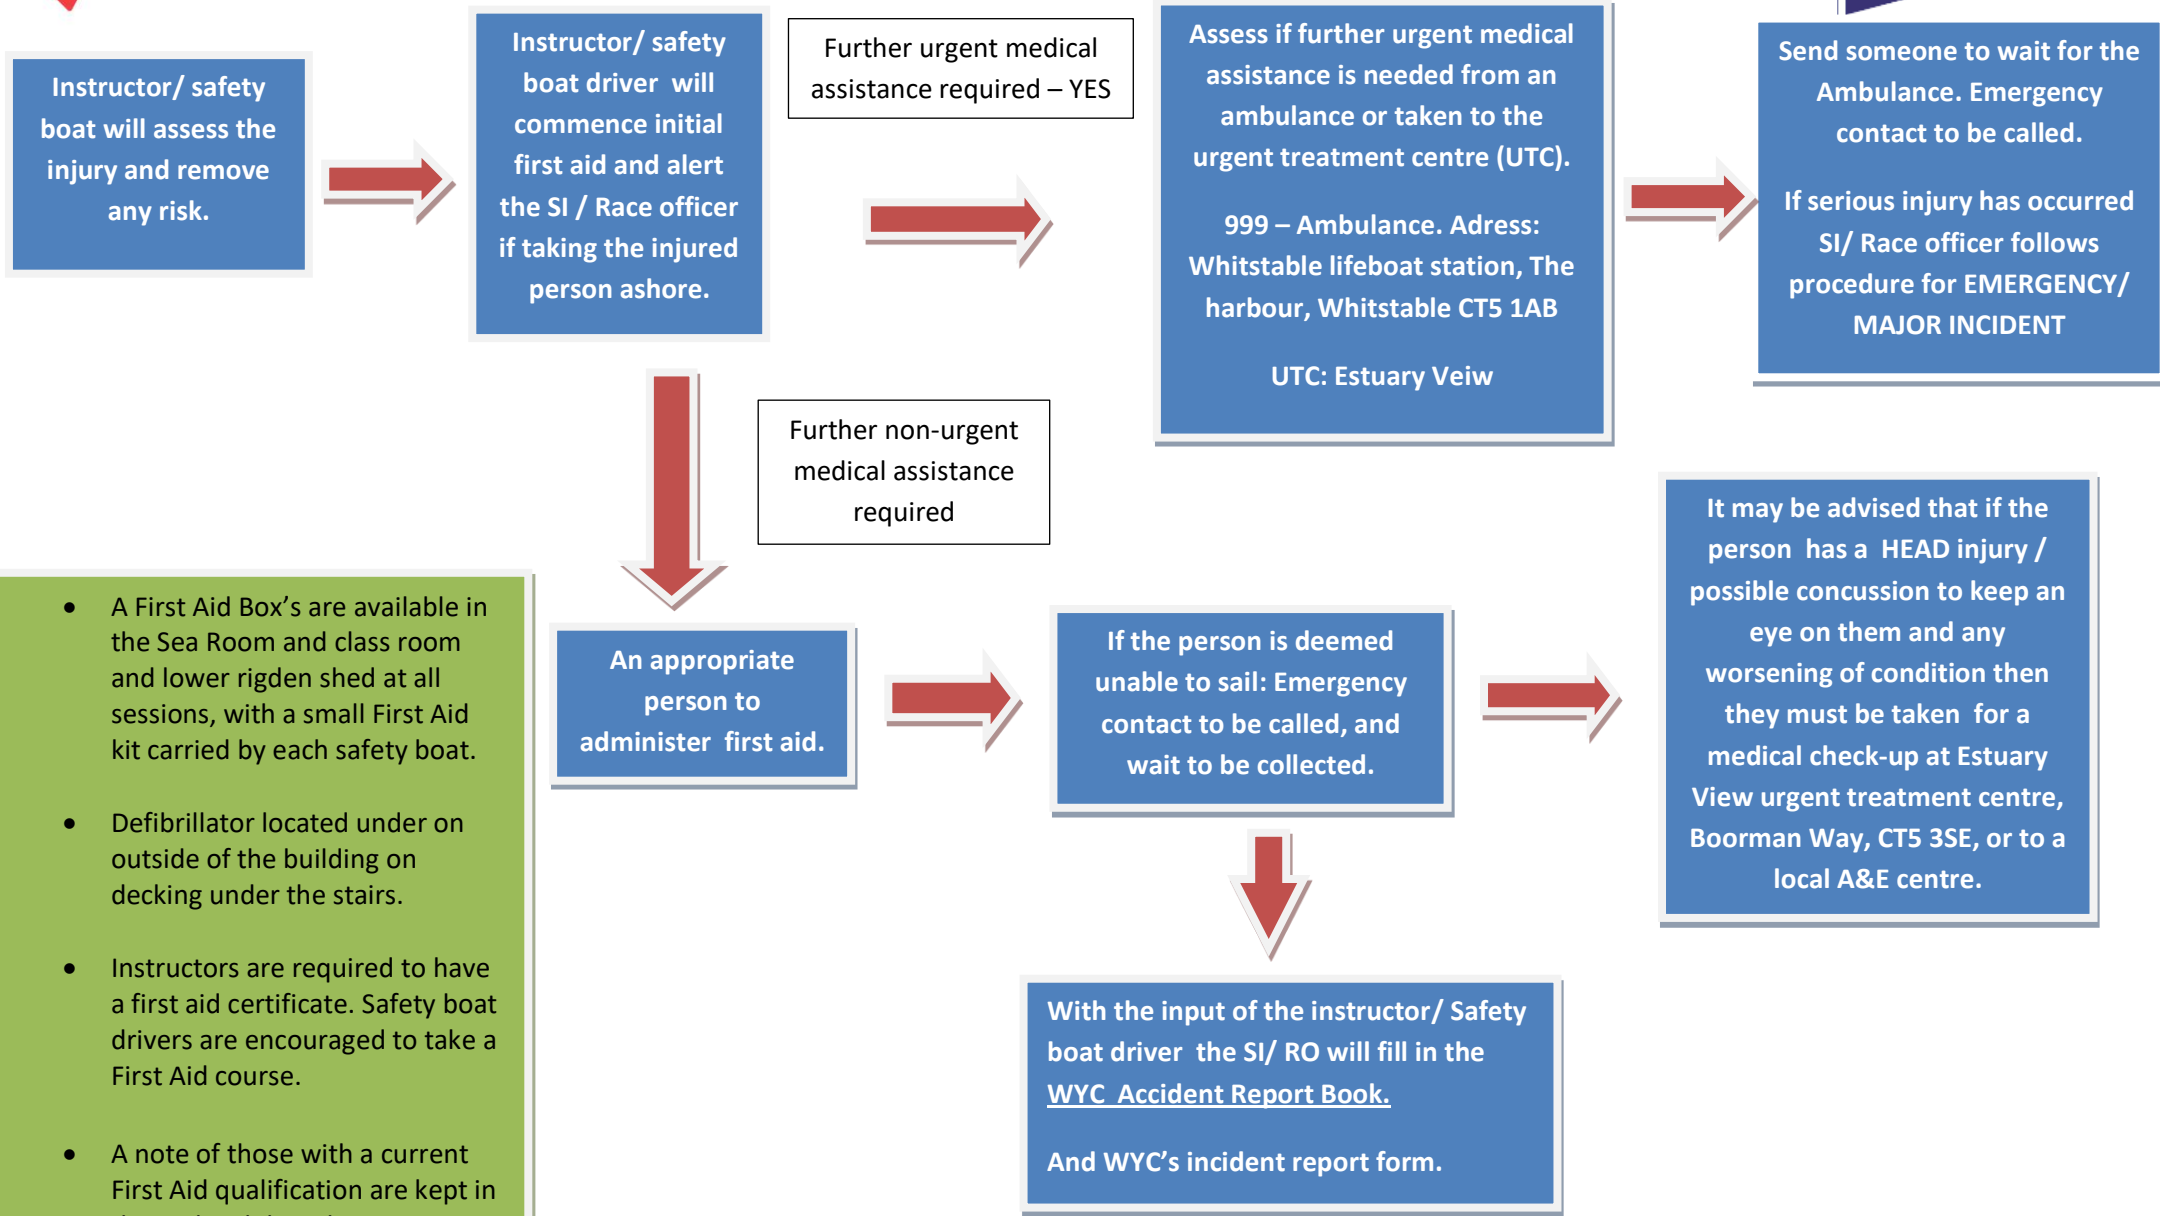 Instructor/ safety
boat will assess the
injury and remove
any risk.
Instructor/ safety
boat driver will
commence initial
first aid and alert
the SI / Race officer
if taking the injured
person ashore.
Further urgent medical
assistance required – YES
Assess if further urgent medical
assistance is needed from an
ambulance or taken to the
urgent treatment centre (UTC).
999 – Ambulance. Adress:
Whitstable lifeboat station, The
harbour, Whitstable CT5 1AB
UTC: Estuary Veiw
Send someone to wait for the
Ambulance. Emergency
contact to be called.
If serious injury has occurred
SI/ Race officer follows
procedure for EMERGENCY/
MAJOR INCIDENT
Further non-urgent
medical assistance
required
An appropriate
person to
administer first aid.
If the person is deemed
unable to sail: Emergency
contact to be called, and
wait to be collected.
It may be advised that if the
person has a HEAD injury /
possible concussion to keep an
eye on them and any
worsening of condition then
they must be taken for a
medical check-up at Estuary
View urgent treatment centre,
Boorman Way, CT5 3SE, or to a
local A&E centre.
With the input of the instructor/ Safety
boat driver the SI/ RO will fill in the
WYC Accident Report Book.
And WYC's incident report form.
• A First Aid Box's are available in
the Sea Room and class room
and lower rigden shed at all
sessions, with a small First Aid
kit carried by each safety boat.
• Defibrillator located under on
outside of the building on
decking under the stairs.
• Instructors are required to have
a first aid certificate. Safety boat
drivers are encouraged to take a
First Aid course.
• A note of those with a current
First Aid qualification are kept in